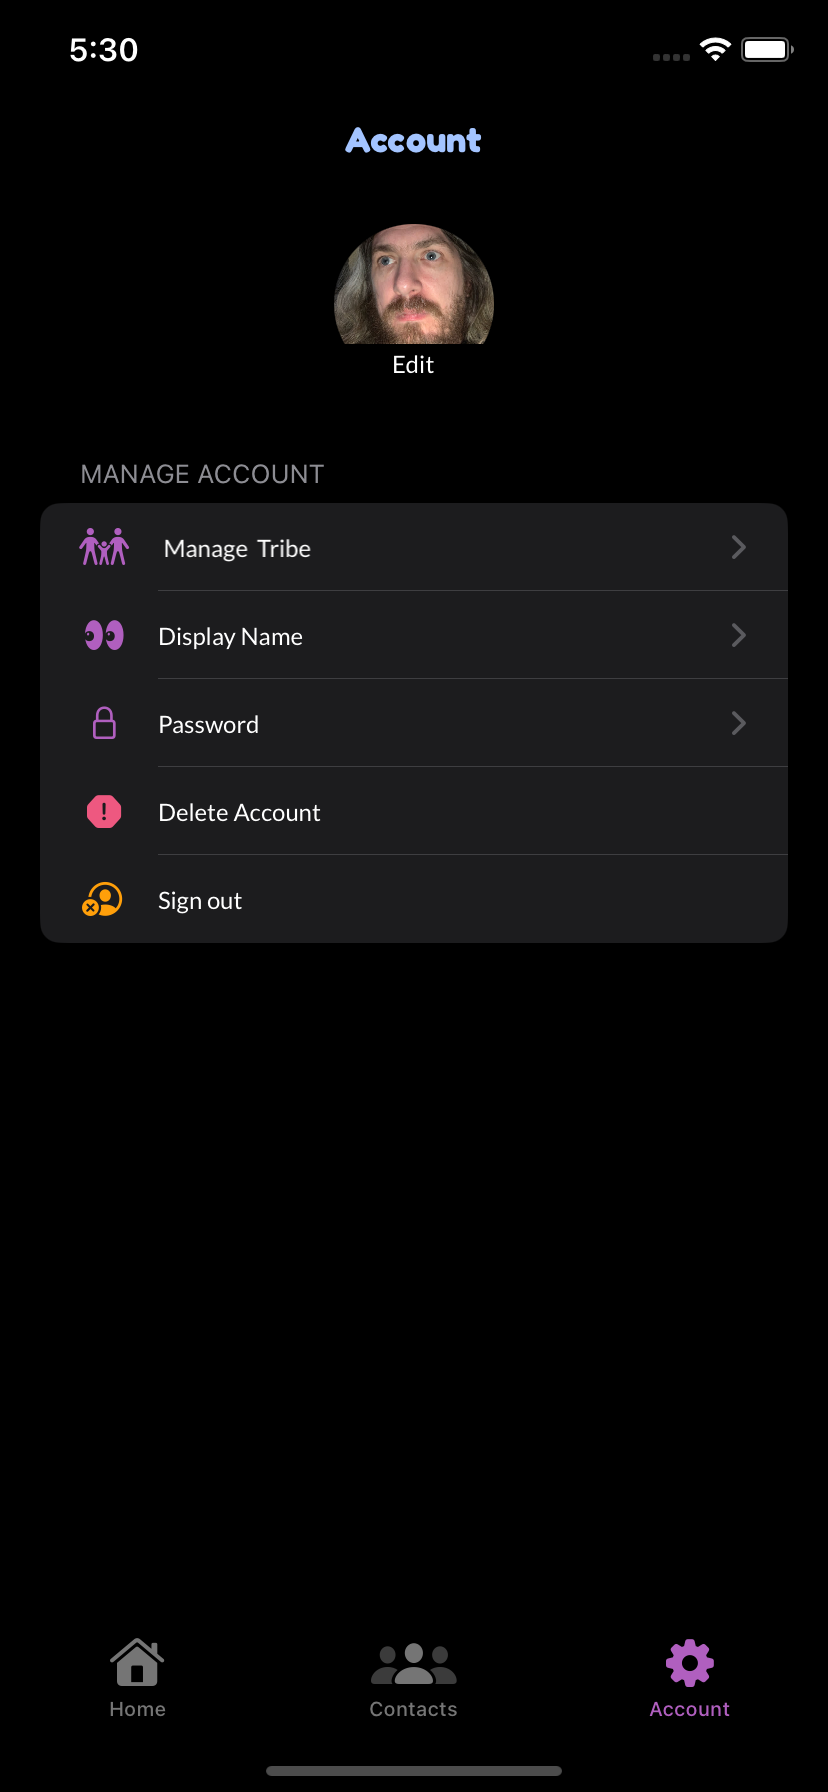 5:30
Account
Edit
MANAGE ACCOUNT
Manage Tribe
Display Name
Password
Delete Account
Sign out
Home
Contacts
Account